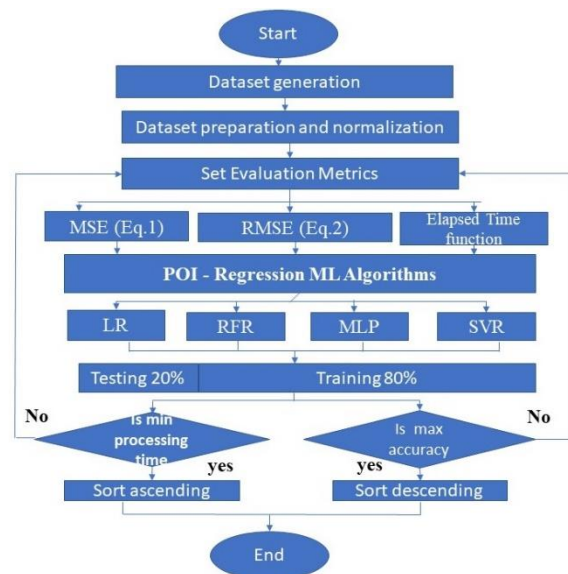 Start
Dataset generation
Dataset preparation and normalization
Set Evaluation Metrics
MSE (Eq.1)
RMSE (Eq.2)
Elapsed Time
function
POI - Regression ML Algorithms
LR
RFR
MLP
SVR
Testing 20%
Training 80%
No
Is min
processing
time
yes
Is max
accuracy
yes
No
Sort ascending
Sort descending
End